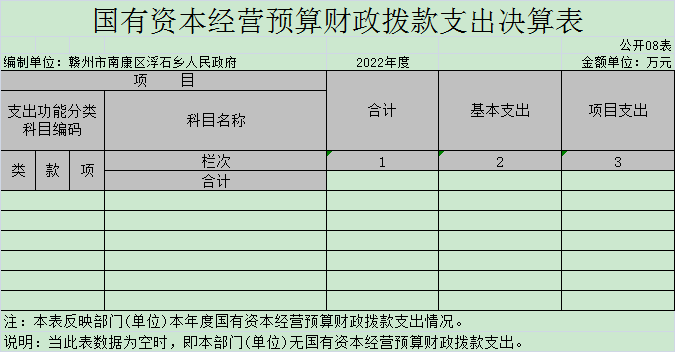 国有资本经营预算财政拨款支出决算表
公开08表
编制单位：赣州市南康区浮石乡人民政府 2022年度 金额单位：万元
项 目 合计 基本支出 项目支出
支出功能分类科目编码 科目名称
类 款 项 栏次 1 2 3
合计
注：本表反映部门(单位)本年度国有资本经营预算财政拨款支出情况。
说明：当此表数据为空时，即本部门(单位)无国有资本经营预算财政拨款支出。